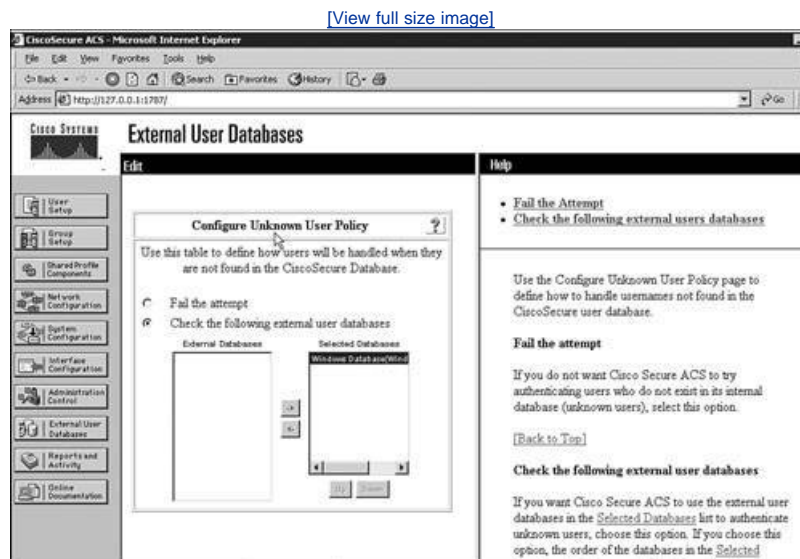 [View full size image]
CiscoSecure ACS - Microsoft Internet Explorer
File Edit View Favorites Tools Help
Back Search Favorites History
Address http://127.0.0.1:1787/ Go
CISCO SYSTEMS
External User Databases
Edit
User Setup
Group Setup
Shared Profile Components
Network Configuration
System Configuration
Interface Configuration
Administration Control
External User Databases
Reports and Activity
Online Documentation
Configure Unknown User Policy ?
Use this table to define how users will be handled when they
are not found in the CiscoSecure Database.
Fail the attempt
Check the following external user databases
External Databases Selected Databases
Windows Database(Wind
->
<-
Up Down
Help
Fail the Attempt
Check the following external users databases
Use the Configure Unknown User Policy page to
define how to handle usernames not found in the
CiscoSecure user database.
Fail the attempt
If you do not want Cisco Secure ACS to try
authenticating users who do not exist in its internal
database (unknown users), select this option.
[Back to Top]
Check the following external user databases
If you want Cisco Secure ACS to use the external user
databases in the Selected Databases list to authenticate
unknown users, choose this option. If you choose this
option, the order of the databases in the Selected